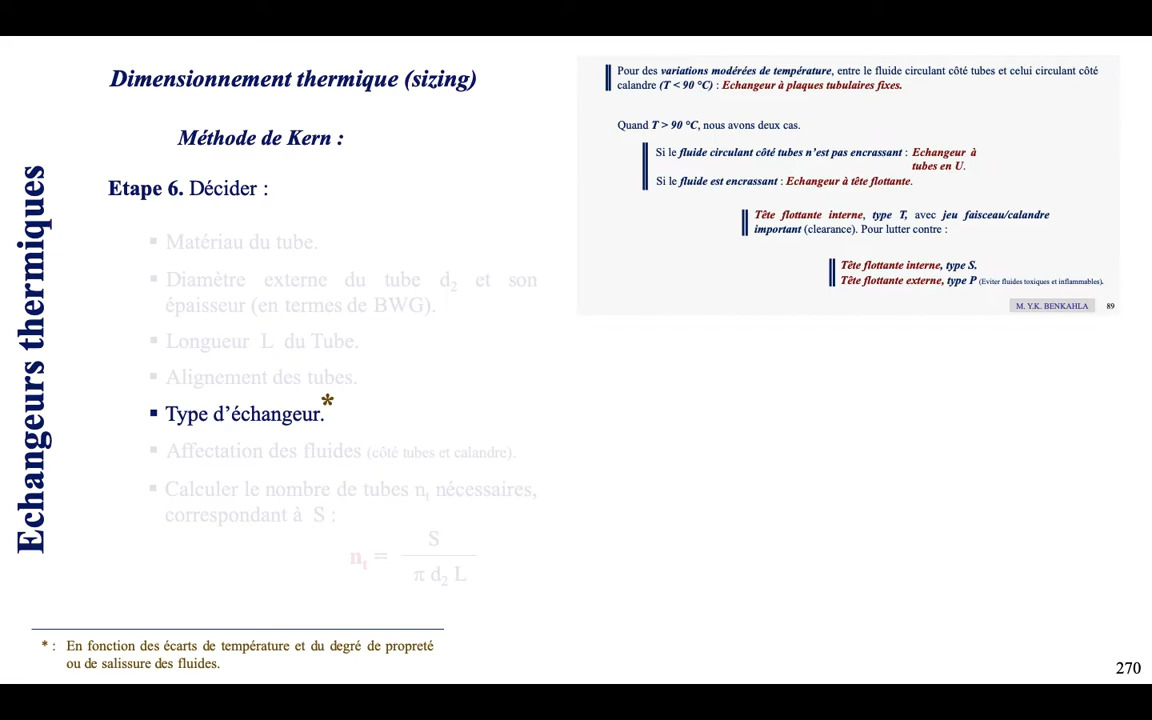 Echangeurs thermiques
Dimensionnement thermique (sizing)
Méthode de Kern :
Etape 6. Décider :
▪ Matériau du tube.
▪ Diamètre externe du tube d2 et son
épaisseur (en termes de BWG).
▪ Longueur L du Tube.
▪ Alignement des tubes.
▪ Type d’échangeur.*
▪ Affectation des fluides (côté tubes et calandre).
▪ Calculer le nombre de tubes nt nécessaires,
correspondant à S :
nt = S / π d2 L
* : En fonction des écarts de température et du degré de propreté
ou de salissure des fluides.
Pour des variations modérées de température, entre le fluide circulant côté tubes et celui circulant côté
calandre (T < 90 °C) : Echangeur à plaques tubulaires fixes.
Quand T > 90 °C, nous avons deux cas.
Si le fluide circulant côté tubes n’est pas encrassant : Echangeur à
tubes en U.
Si le fluide est encrassant : Echangeur à tête flottante.
Tête flottante interne, type T, avec jeu faisceau/calandre
important (clearance). Pour lutter contre :
Tête flottante interne, type S.
Tête flottante externe, type P (Eviter fluides toxiques et inflammables).
M. Y.K. BENKAHLA 89
270